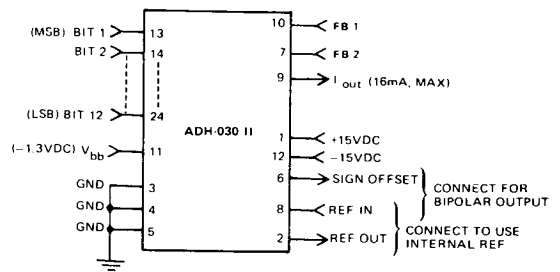 10 FB 1
(MSB) BIT 1 13
BIT 2 14
7 FB 2
9 I out (16mA, MAX)
(LSB) BIT 12 24
ADH-030 II
1 +15VDC
(−1.3VDC) Vbb 11
12 −15VDC
6 SIGN OFFSET
CONNECT FOR
BIPOLAR OUTPUT
GND 3
GND 4
8 REF IN
GND 5
CONNECT TO USE
INTERNAL REF
2 REF OUT